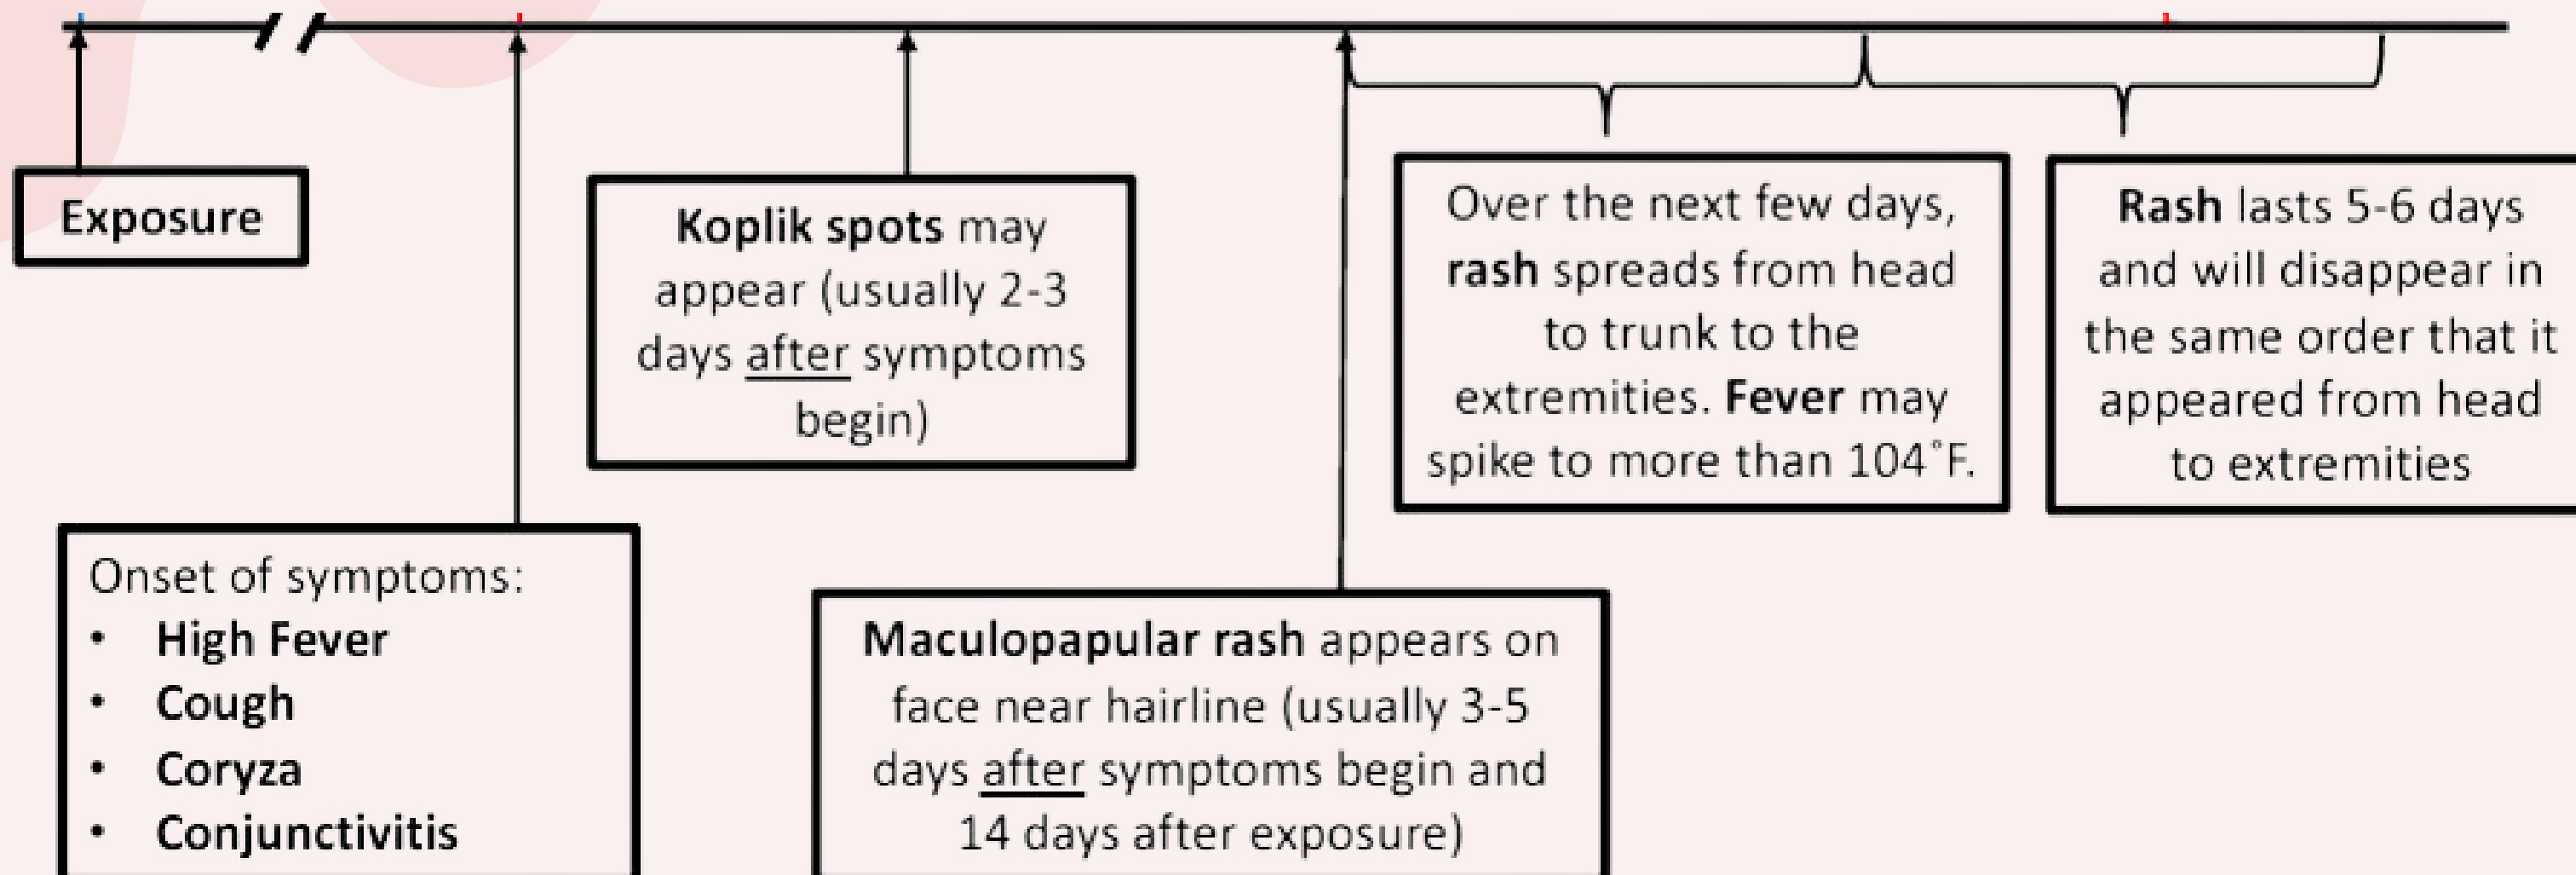 Exposure
Onset of symptoms:
• High Fever
• Cough
• Coryza
• Conjunctivitis
Koplik spots may
appear (usually 2-3
days after symptoms
begin)
Maculopapular rash appears on
face near hairline (usually 3-5
days after symptoms begin and
14 days after exposure)
Over the next few days,
rash spreads from head
to trunk to the
extremities. Fever may
spike to more than 104˚F.
Rash lasts 5-6 days
and will disappear in
the same order that it
appeared from head
to extremities